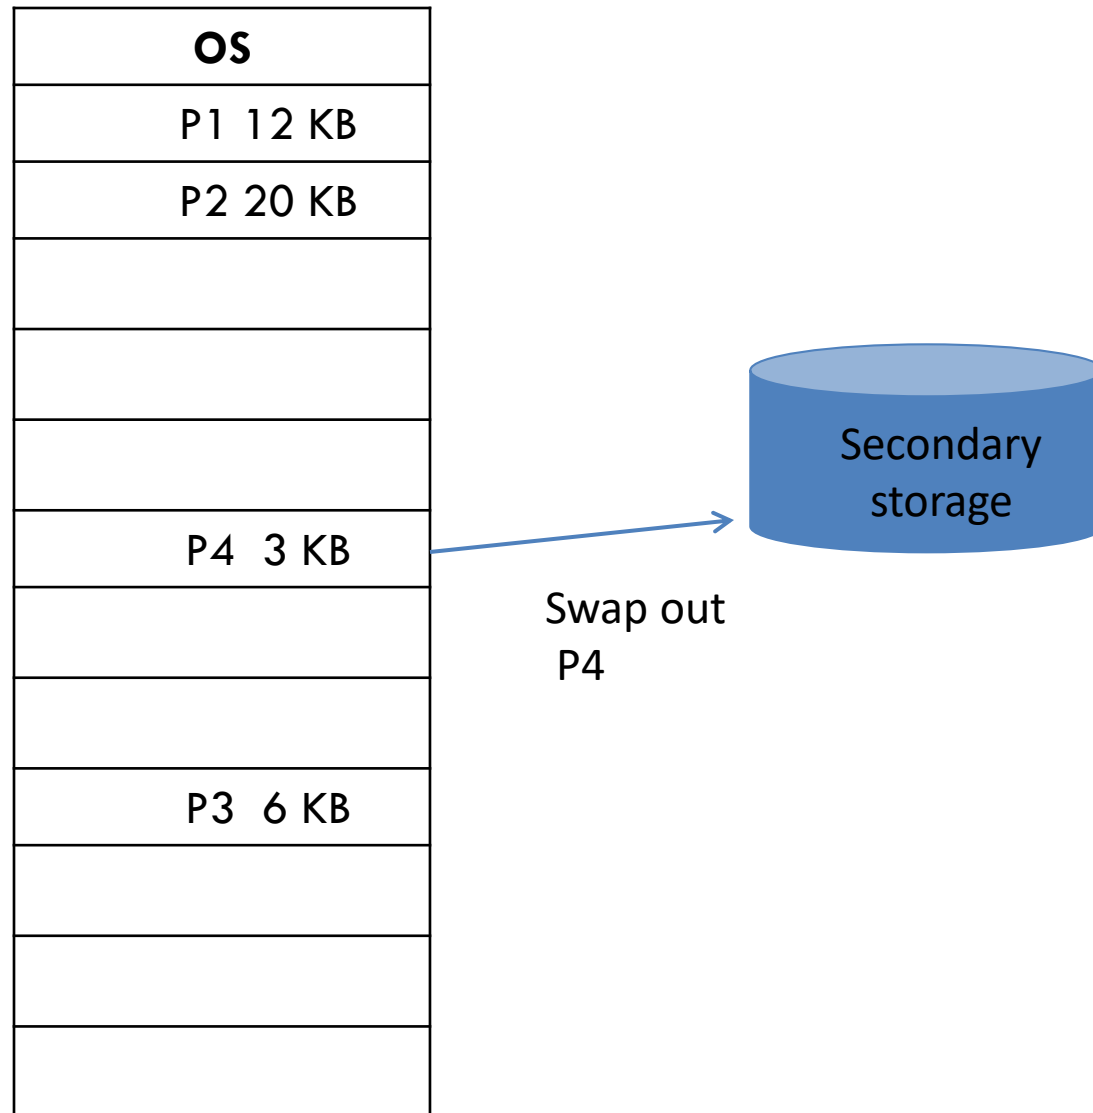 OS
P1 12 KB
P2 20 KB
Secondary
storage
P4  3 KB
Swap out
P4
P3  6 KB